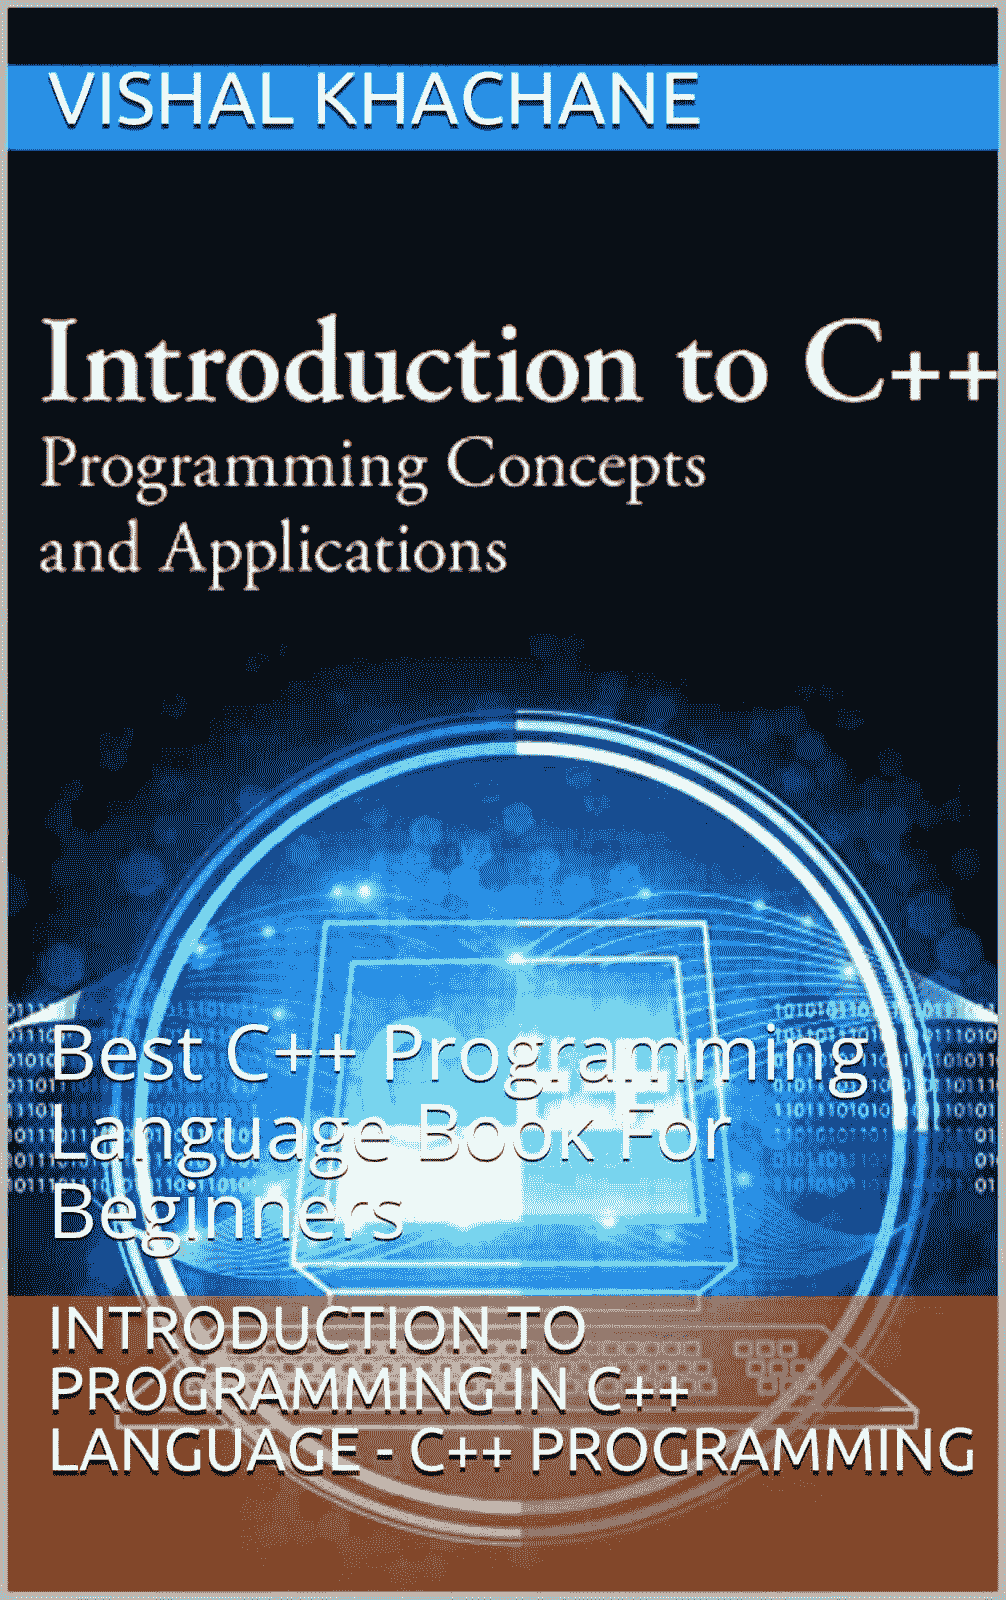 VISHAL KHACHANE
Introduction to C++
Programming Concepts
and Applications
Best C++ Programming
Language Book For
Beginners
INTRODUCTION TO
PROGRAMMING IN C++
LANGUAGE - C++ PROGRAMMING